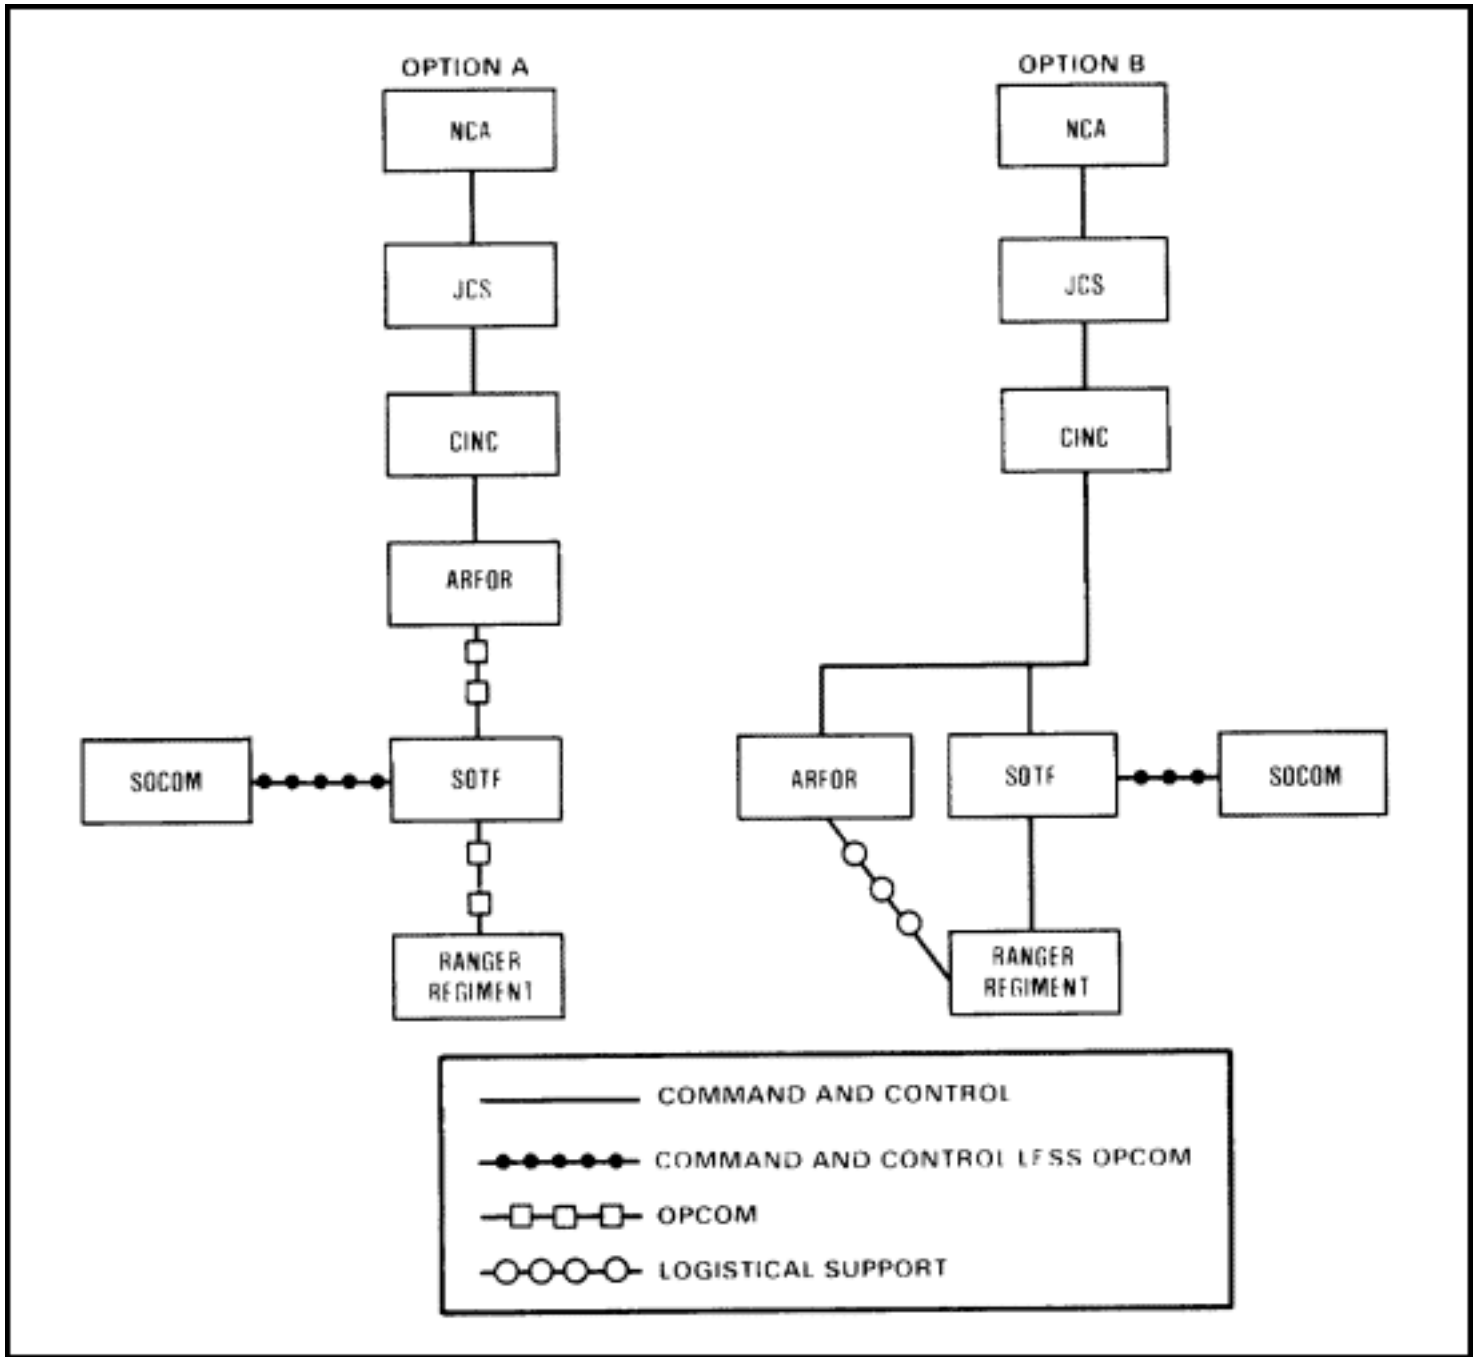 OPTION A
NCA
JCS
CINC
ARFOR
SOCOM
SOTF
RANGER
REGIMENT
OPTION B
NCA
JCS
CINC
ARFOR
SOTF
SOCOM
RANGER
REGIMENT
COMMAND AND CONTROL
COMMAND AND CONTROL LESS OPCOM
OPCOM
LOGISTICAL SUPPORT